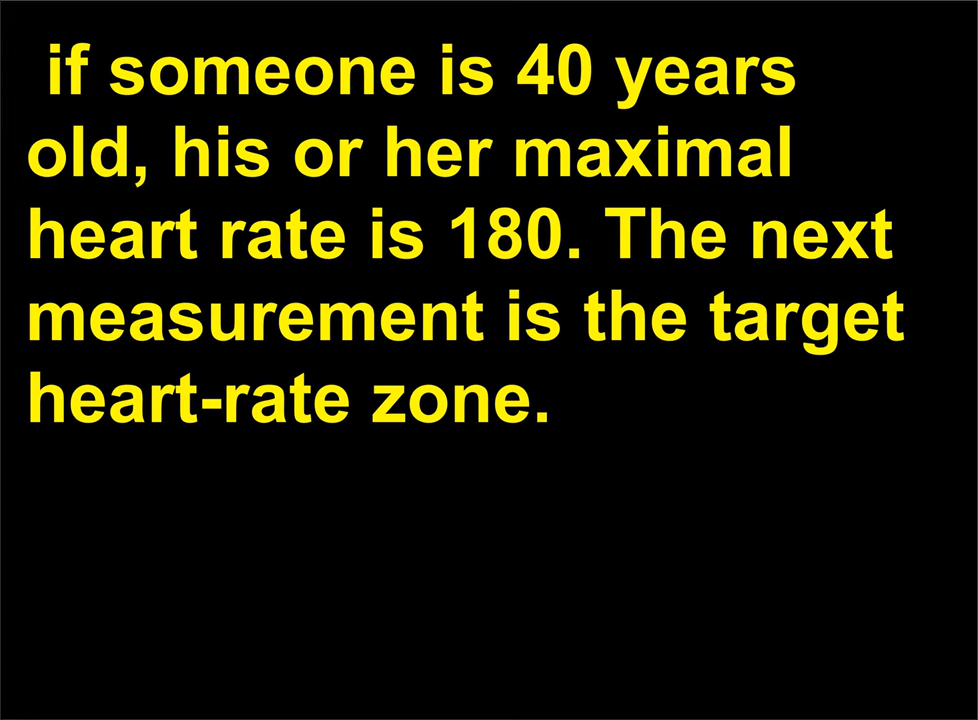 if someone is 40 years
old, his or her maximal
heart rate is 180. The next
measurement is the target
heart-rate zone.